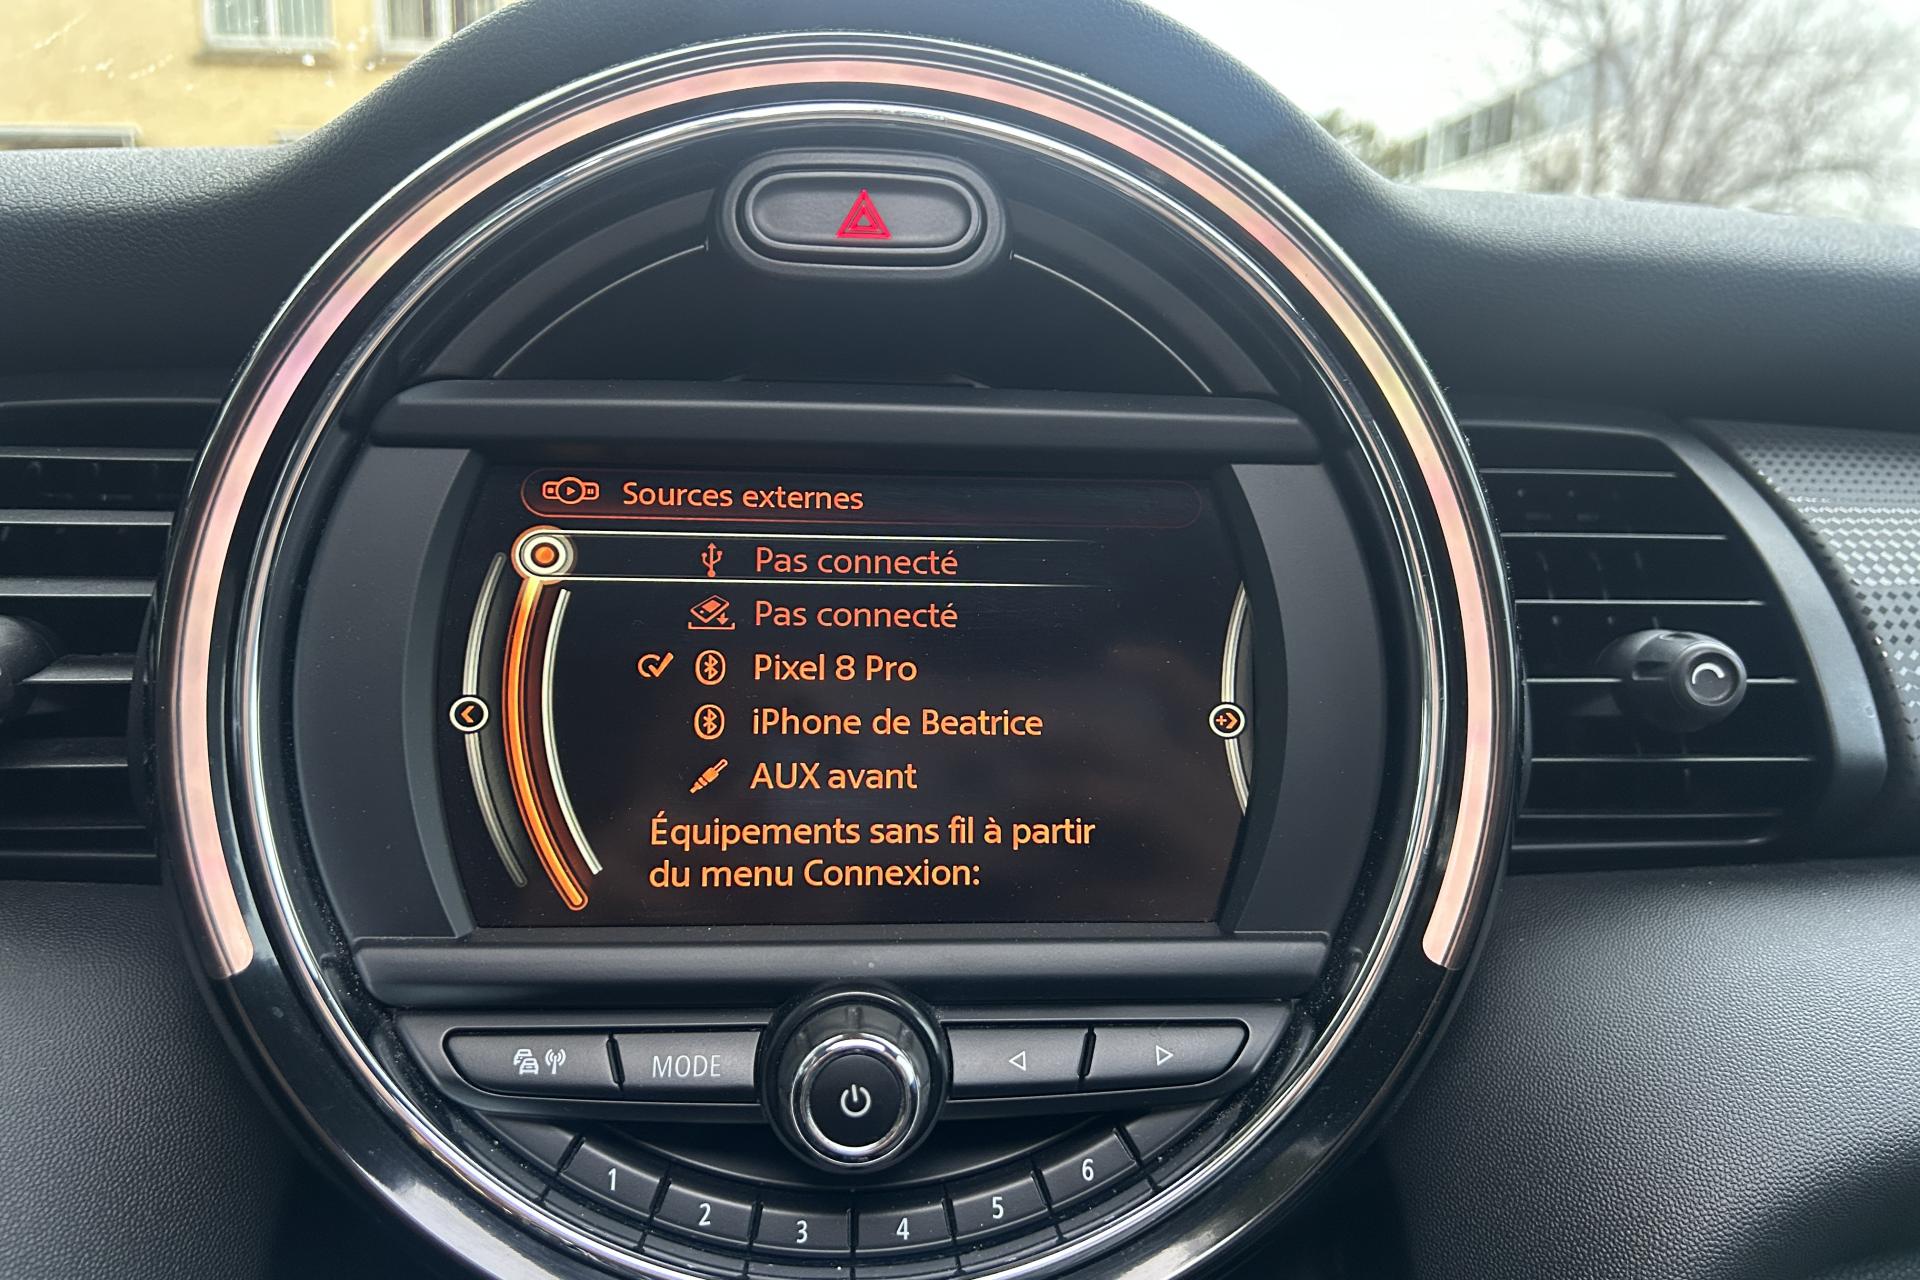 Sources externes
Pas connecté
Pas connecté
Pixel 8 Pro
iPhone de Beatrice
AUX avant
Équipements sans fil à partir
du menu Connexion:
MODE
1
2
3
4
5
6